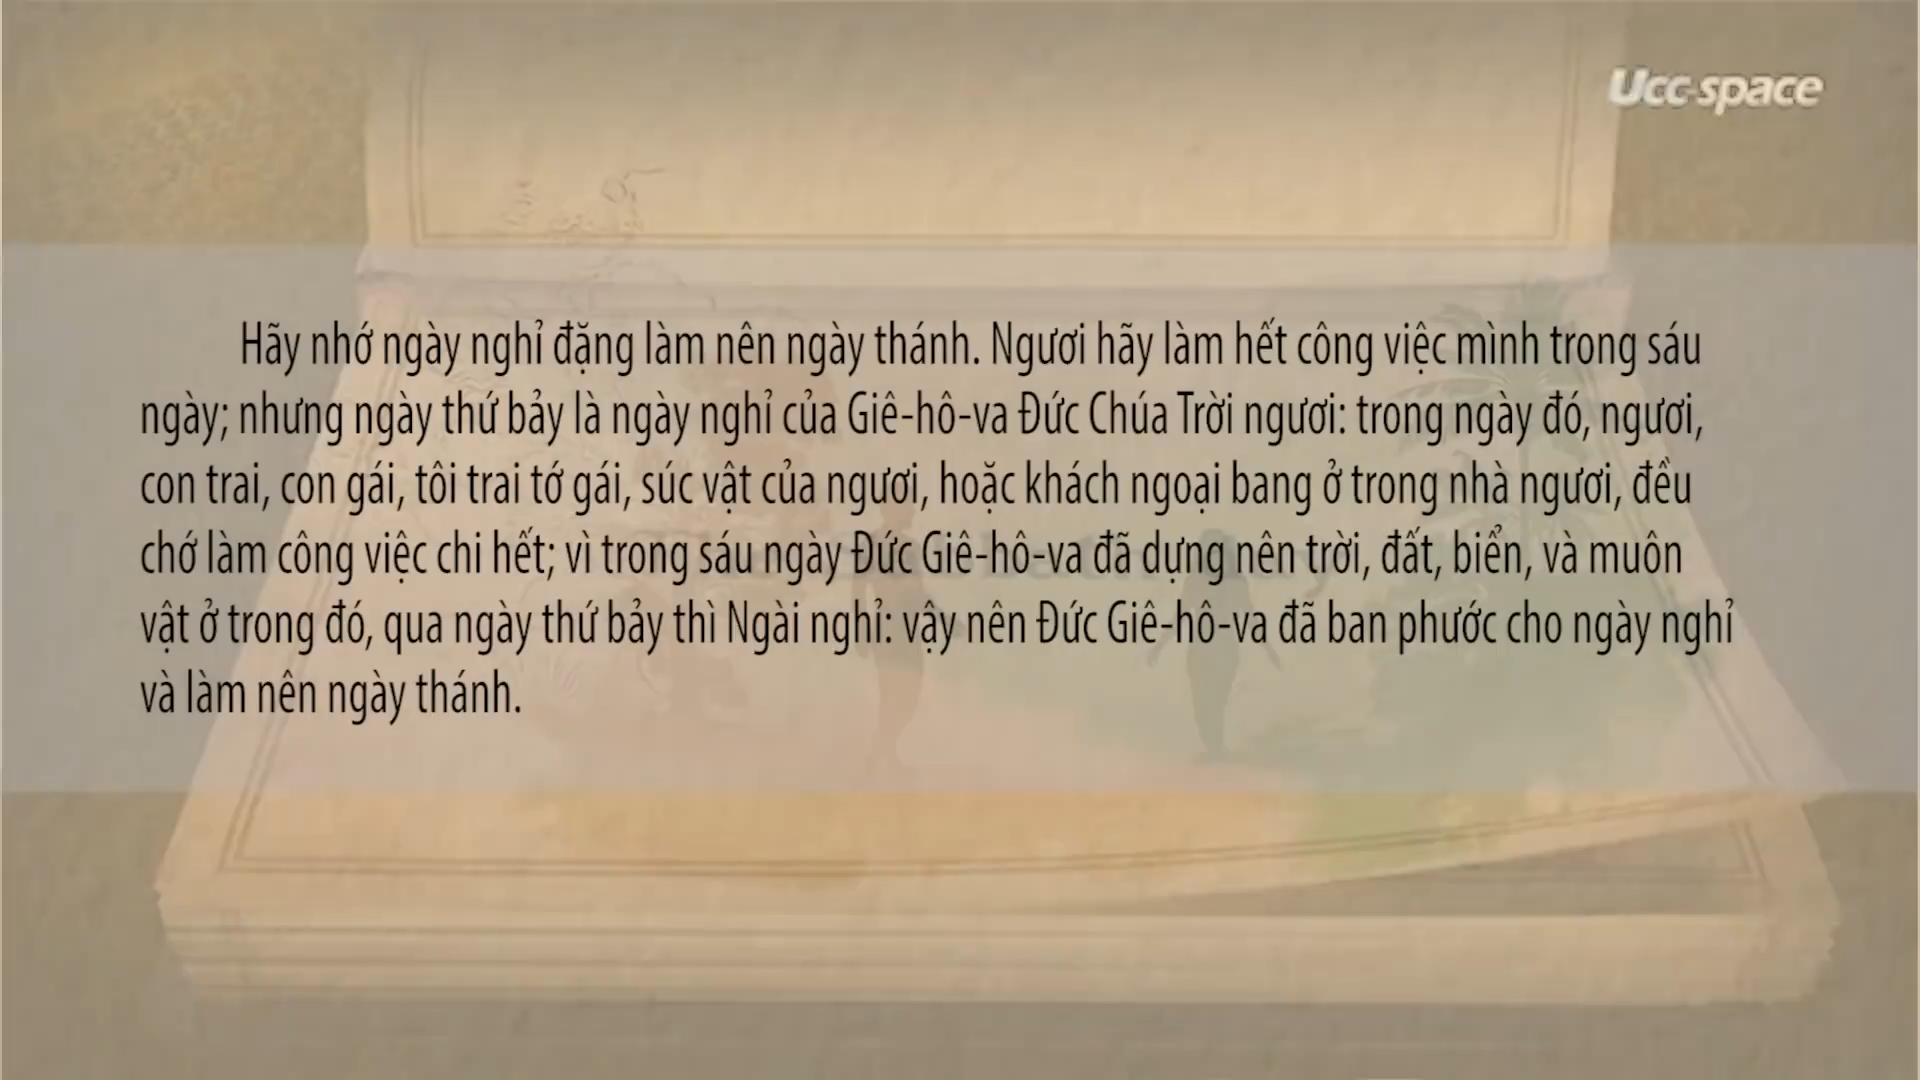 Ucc-space
Hãy nhớ ngày nghỉ đặng làm nên ngày thánh. Ngươi hãy làm hết công việc mình trong sáu
ngày; nhưng ngày thứ bảy là ngày nghỉ của Giê-hô-va Đức Chúa Trời ngươi: trong ngày đó, ngươi,
con trai, con gái, tôi trai tớ gái, súc vật của ngươi, hoặc khách ngoại bang ở trong nhà ngươi, đều
chớ làm công việc chi hết; vì trong sáu ngày Đức Giê-hô-va đã dựng nên trời, đất, biển, và muôn
vật ở trong đó, qua ngày thứ bảy thì Ngài nghỉ: vậy nên Đức Giê-hô-va đã ban phước cho ngày nghỉ
và làm nên ngày thánh.